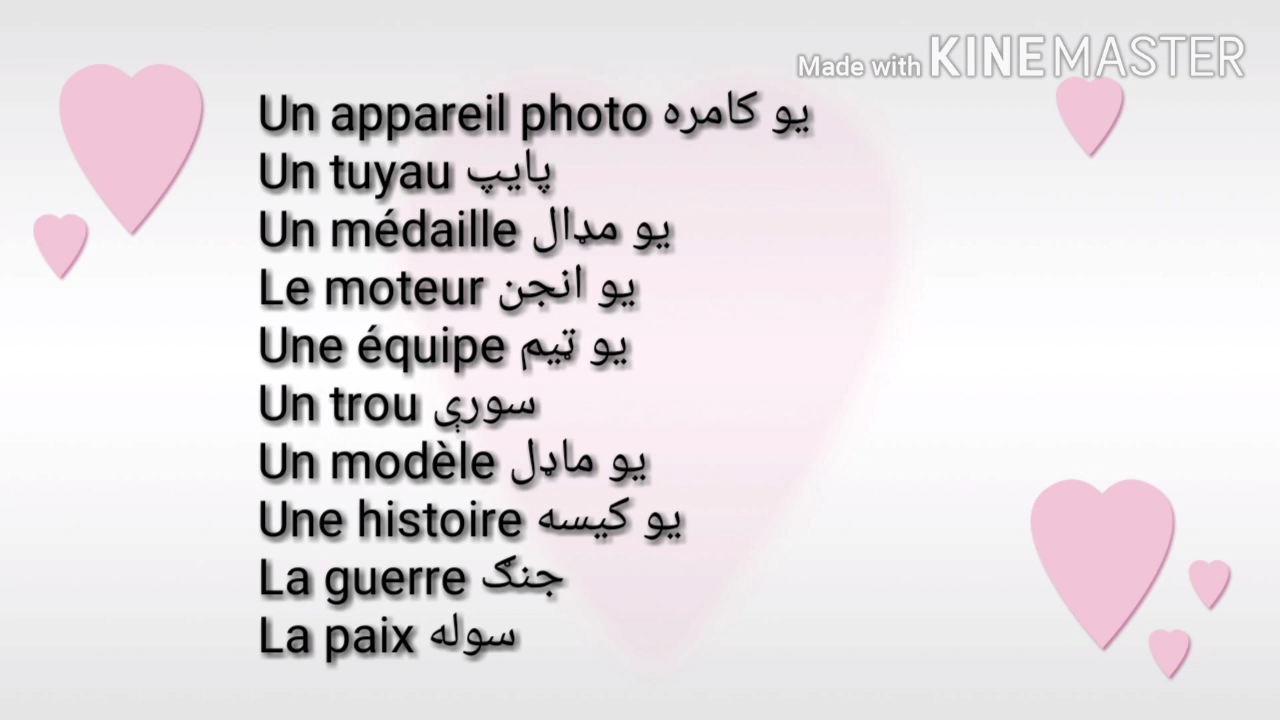 Made with KINEMASTER
Un appareil photo یو کامره
Un tuyau پایپ
Un médaille یو مډال
Le moteur یو انجن
Une équipe یو ټیم
Un trou سورې
Un modèle یو ماډل
Une histoire یو کیسه
La guerre جنګ
La paix سوله